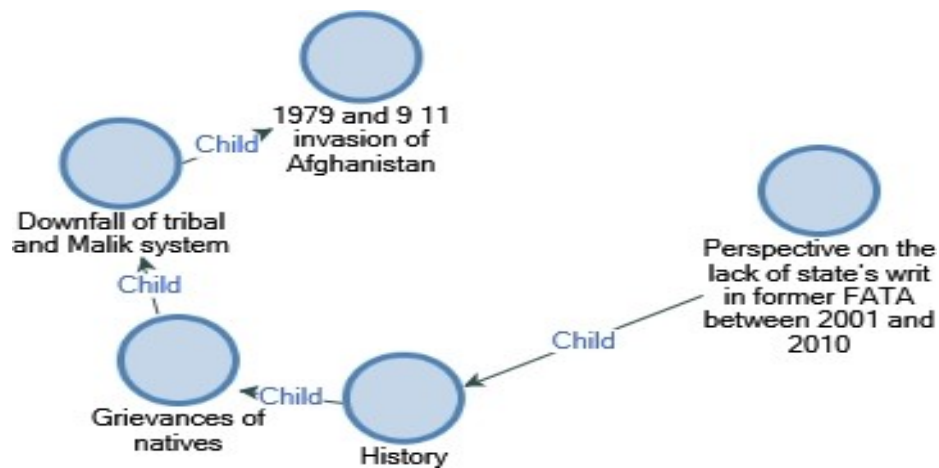 1979 and 9 11
invasion of
Afghanistan
Child
Downfall of tribal
and Malik system
Child
Perspective on the
lack of state's writ
in former FATA
between 2001 and
2010
Child
Grievances of
natives
Child
History